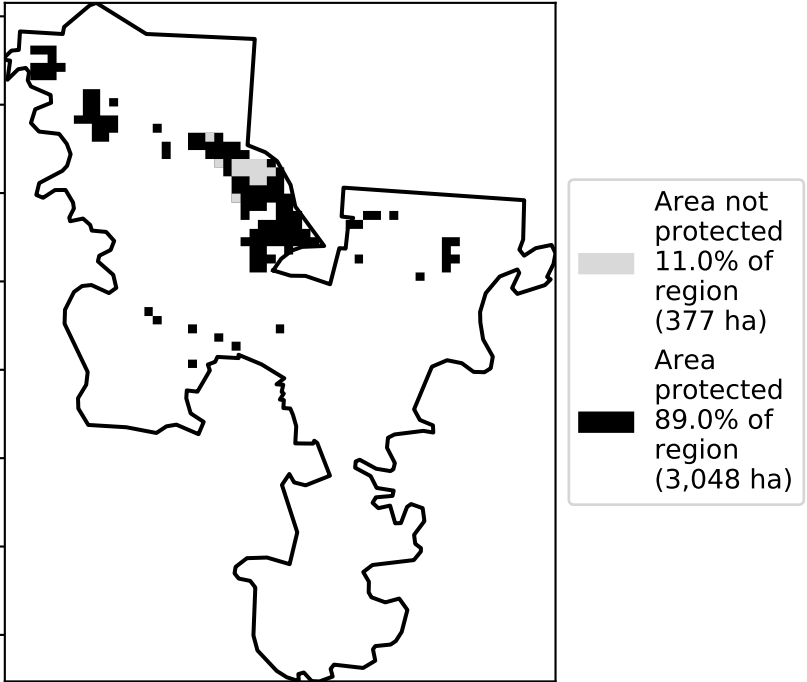 Area not
protected
11.0% of
region
(377 ha)
Area
protected
89.0% of
region
(3,048 ha)